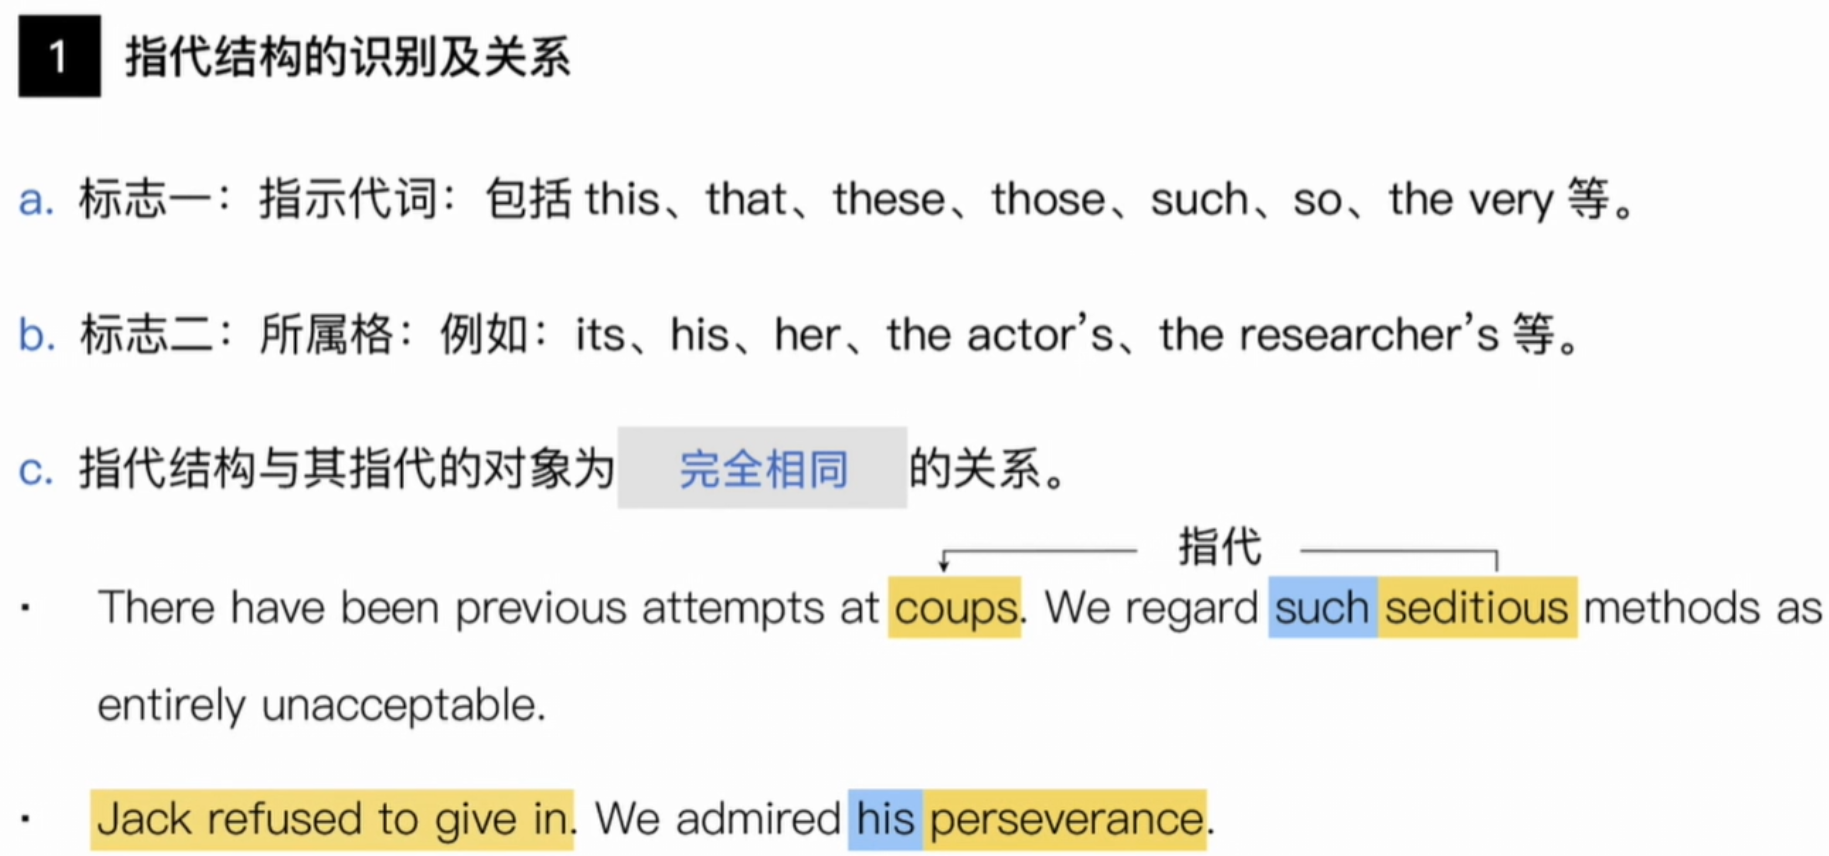 1 指代结构的识别及关系
a. 标志一：指示代词：包括 this、that、these、those、such、so、the very 等。
b. 标志二：所属格：例如：its、his、her、the actor's、the researcher's 等。
c. 指代结构与其指代的对象为 完全相同 的关系。
指代
· There have been previous attempts at coups. We regard such seditious methods as
entirely unacceptable.
· Jack refused to give in. We admired his perseverance.